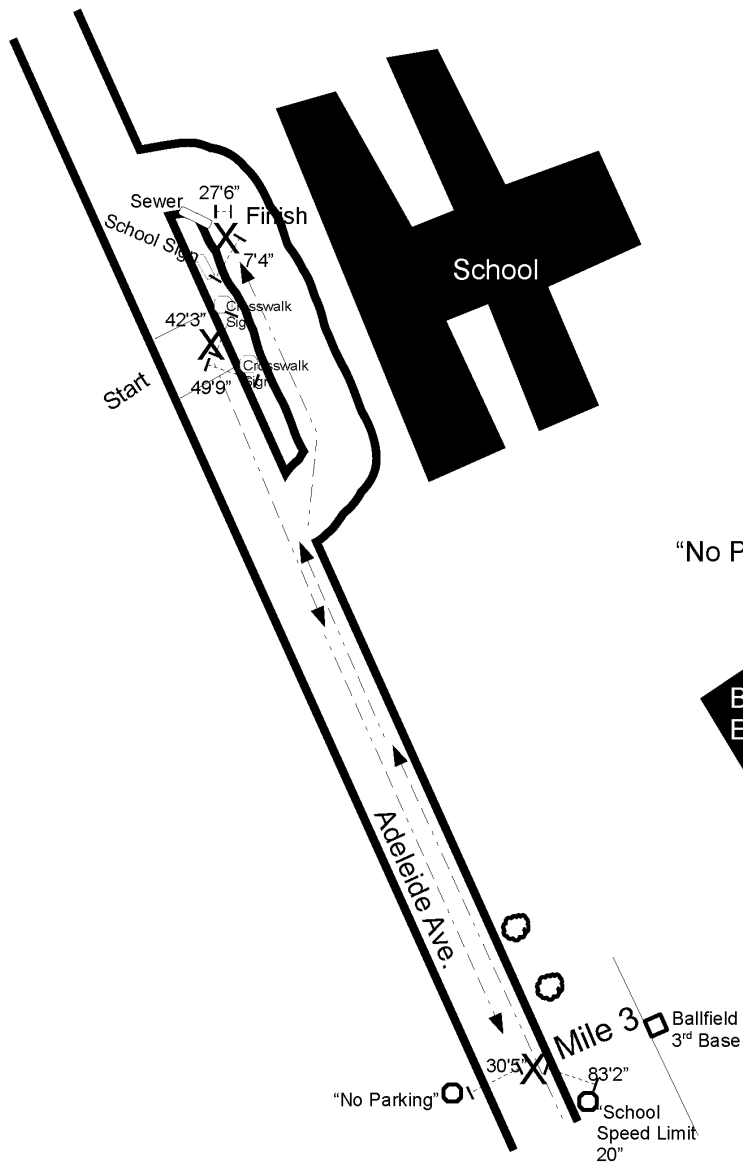 27'6”
Sewer
Finish
School Sign
7'4”
School
Crosswalk
Sign
42'3”
Crosswalk
Sign
49'9”
Start
“No P
B
E
Adeleide Ave.
Mile 3
Ballfield
3rd Base
30'5”
83'2”
“No Parking”
“School
Speed Limit
20”